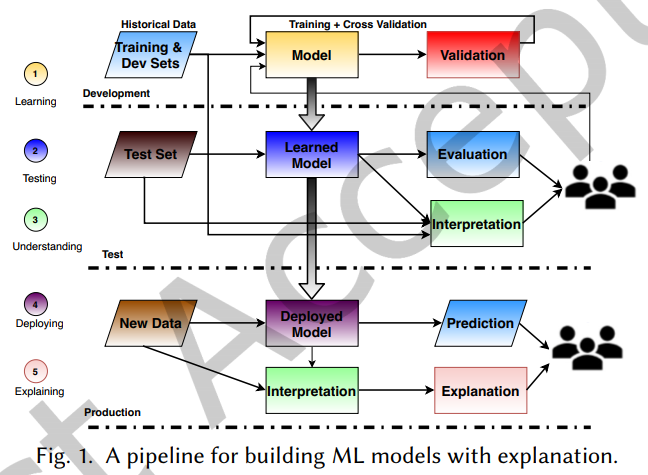 Historical Data
Training + Cross Validation
Training &
Dev Sets
Model
Validation
1
Learning
Development
2
Testing
Test Set
Learned
Model
Evaluation
3
Understanding
Interpretation
Test
4
Deploying
New Data
Deployed
Model
Prediction
5
Explaining
Interpretation
Explanation
Production
Fig. 1. A pipeline for building ML models with explanation.
st Accept